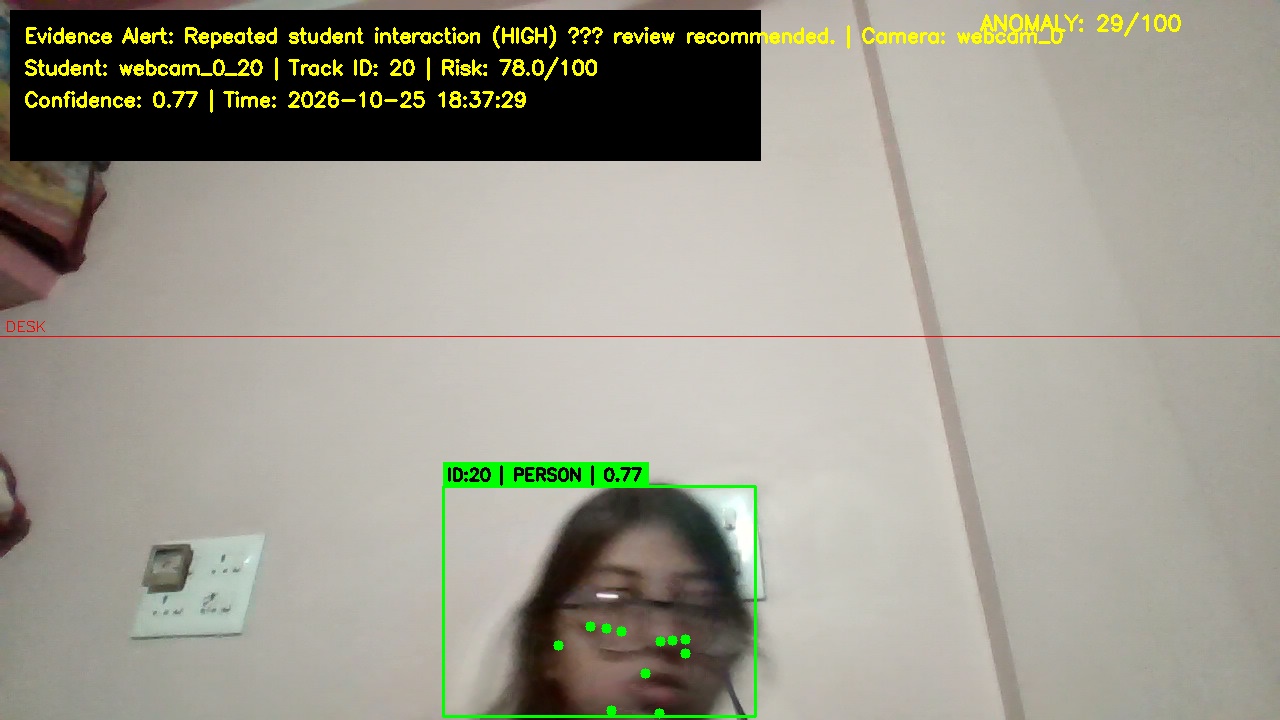 Evidence Alert: Repeated student interaction (HIGH) ??? review recommended. | Camera: webcam_0
ANOMALY: 29/100
Student: webcam_0_20 | Track ID: 20 | Risk: 78.0/100
Confidence: 0.77 | Time: 2026-10-25 18:37:29
DESK
ID:20 | PERSON | 0.77